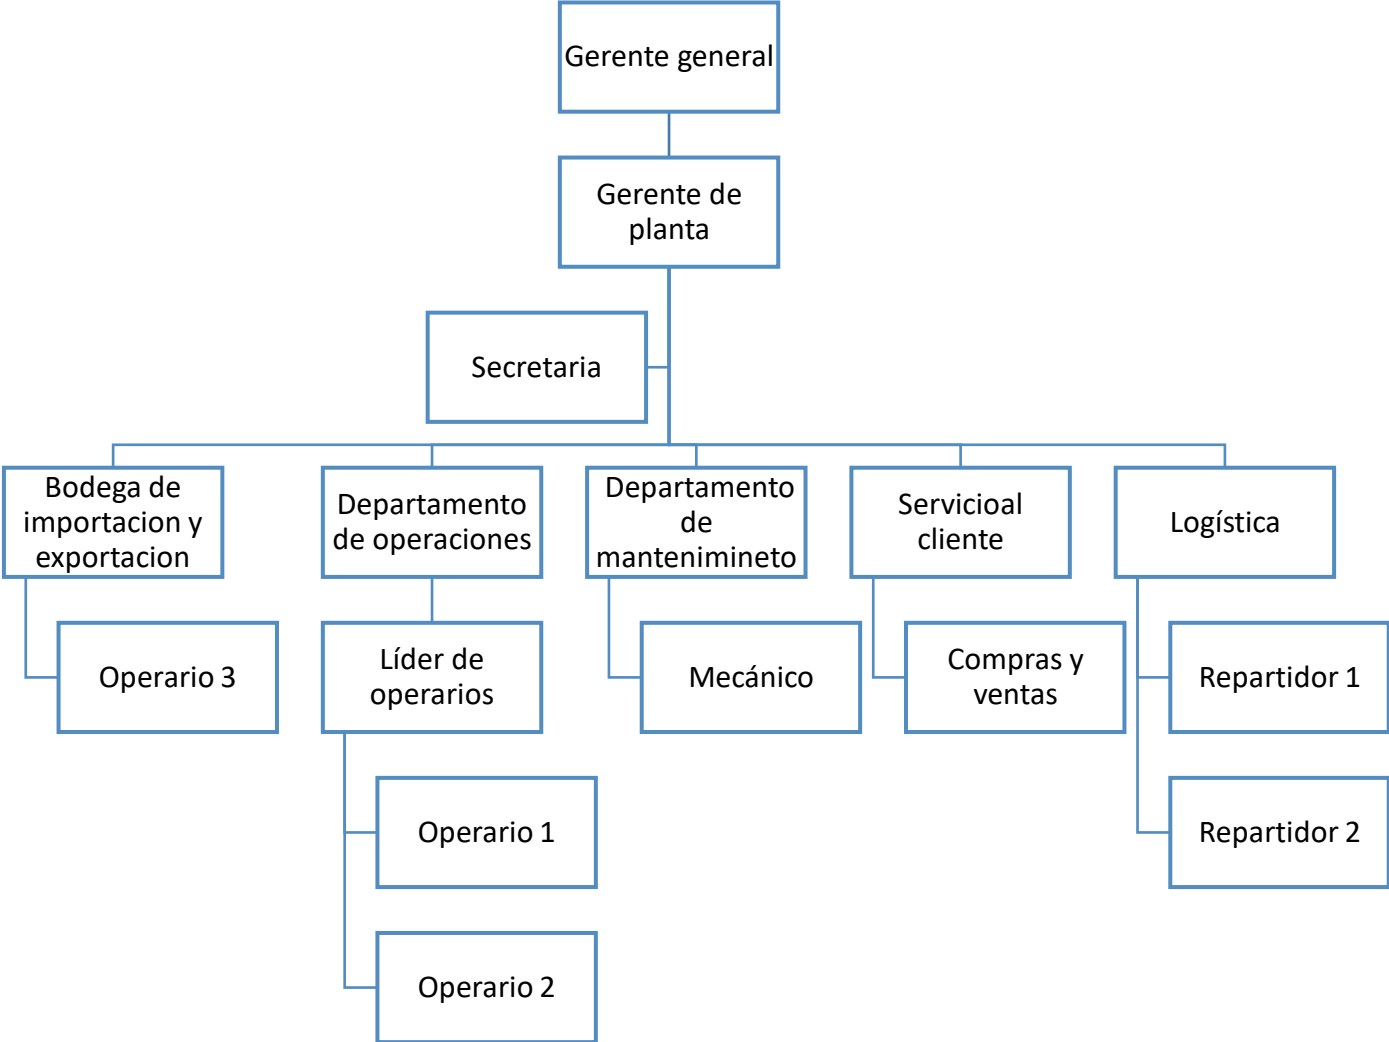 Gerente general
Gerente de
planta
Secretaria
Bodega de
importacion y
exportacion
Departamento
de operaciones
Departamento
de
mantenimineto
Servicioal
cliente
Logística
Operario 3
Líder de
operarios
Mecánico
Compras y
ventas
Repartidor 1
Operario 1
Repartidor 2
Operario 2